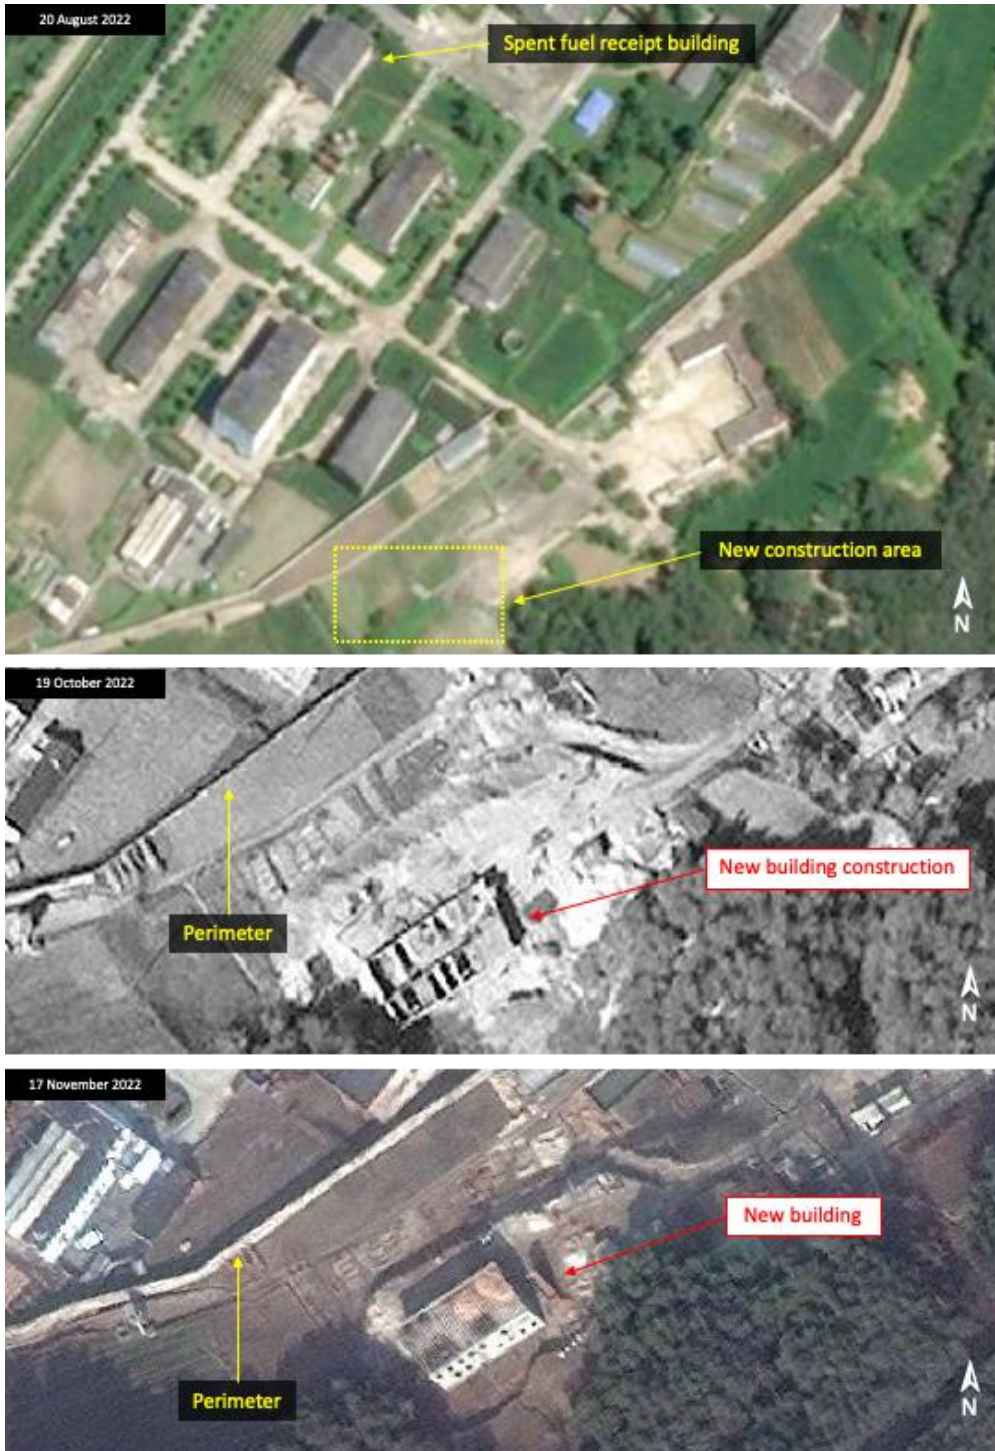 20 August 2022
Spent fuel receipt building
New construction area
N
19 October 2022
New building construction
Perimeter
N
17 November 2022
New building
Perimeter
N